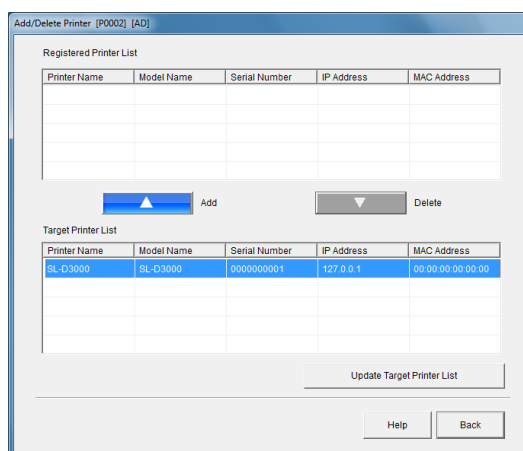 Add/Delete Printer [P0002] [AD]
Registered Printer List
Printer Name Model Name Serial Number IP Address MAC Address
Add Delete
Target Printer List
Printer Name Model Name Serial Number IP Address MAC Address
SL-D3000 SL-D3000 0000000001 127.0.0.1 00:00:00:00:00:00
Update Target Printer List
Help Back